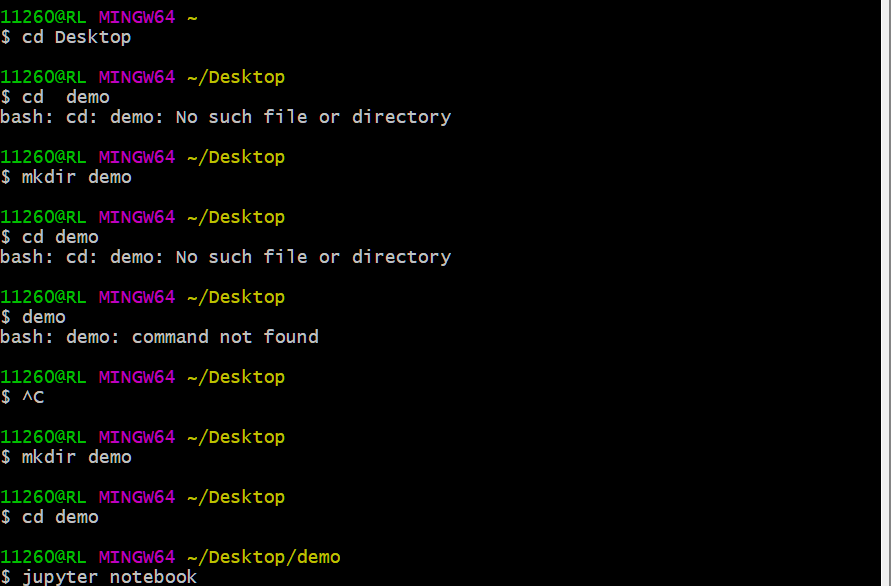 11260@RL MINGW64 ~
$ cd Desktop
11260@RL MINGW64 ~/Desktop
$ cd  demo
bash: cd: demo: No such file or directory
11260@RL MINGW64 ~/Desktop
$ mkdir demo
11260@RL MINGW64 ~/Desktop
$ cd demo
bash: cd: demo: No such file or directory
11260@RL MINGW64 ~/Desktop
$ demo
bash: demo: command not found
11260@RL MINGW64 ~/Desktop
$ ^C
11260@RL MINGW64 ~/Desktop
$ mkdir demo
11260@RL MINGW64 ~/Desktop
$ cd demo
11260@RL MINGW64 ~/Desktop/demo
$ jupyter notebook